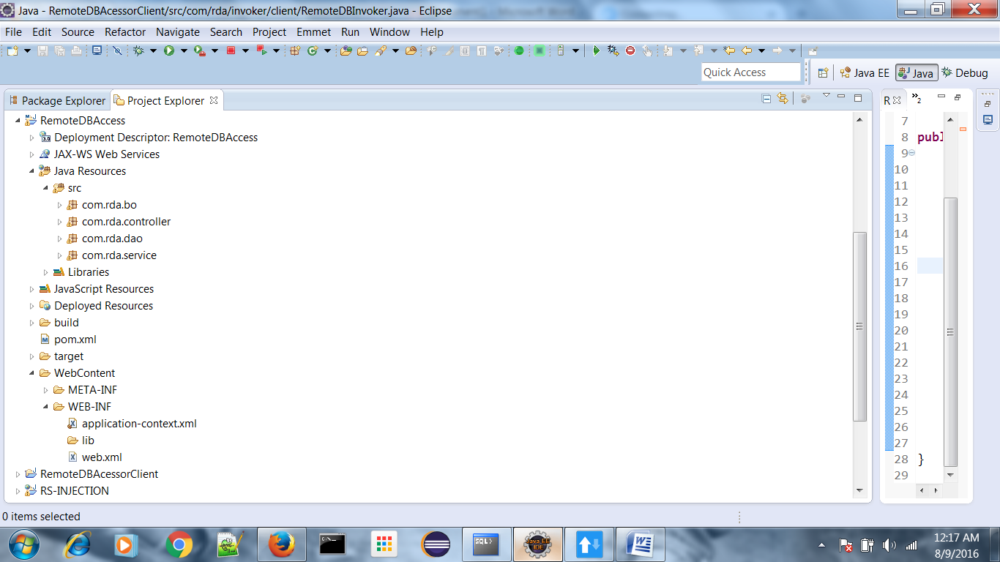 Java - RemoteDBAcessorClient/src/com/rda/invoker/client/RemoteDBInvoker.java - Eclipse
File Edit Source Refactor Navigate Search Project Emmet Run Window Help
Quick Access
Java EE
Java
Debug
Package Explorer
Project Explorer
RemoteDBAccess
Deployment Descriptor: RemoteDBAccess
JAX-WS Web Services
Java Resources
src
com.rda.bo
com.rda.controller
com.rda.dao
com.rda.service
Libraries
JavaScript Resources
Deployed Resources
build
pom.xml
target
WebContent
META-INF
WEB-INF
application-context.xml
lib
web.xml
RemoteDBAcessorClient
RS-INJECTION
R
»2
7
8 publ
9
10
11
12
13
14
15
16
17
18
19
20
21
22
23
24
25
26
27
28 }
29
0 items selected
C:\_
SQL>
Java EE
IDE
12:17 AM
8/9/2016